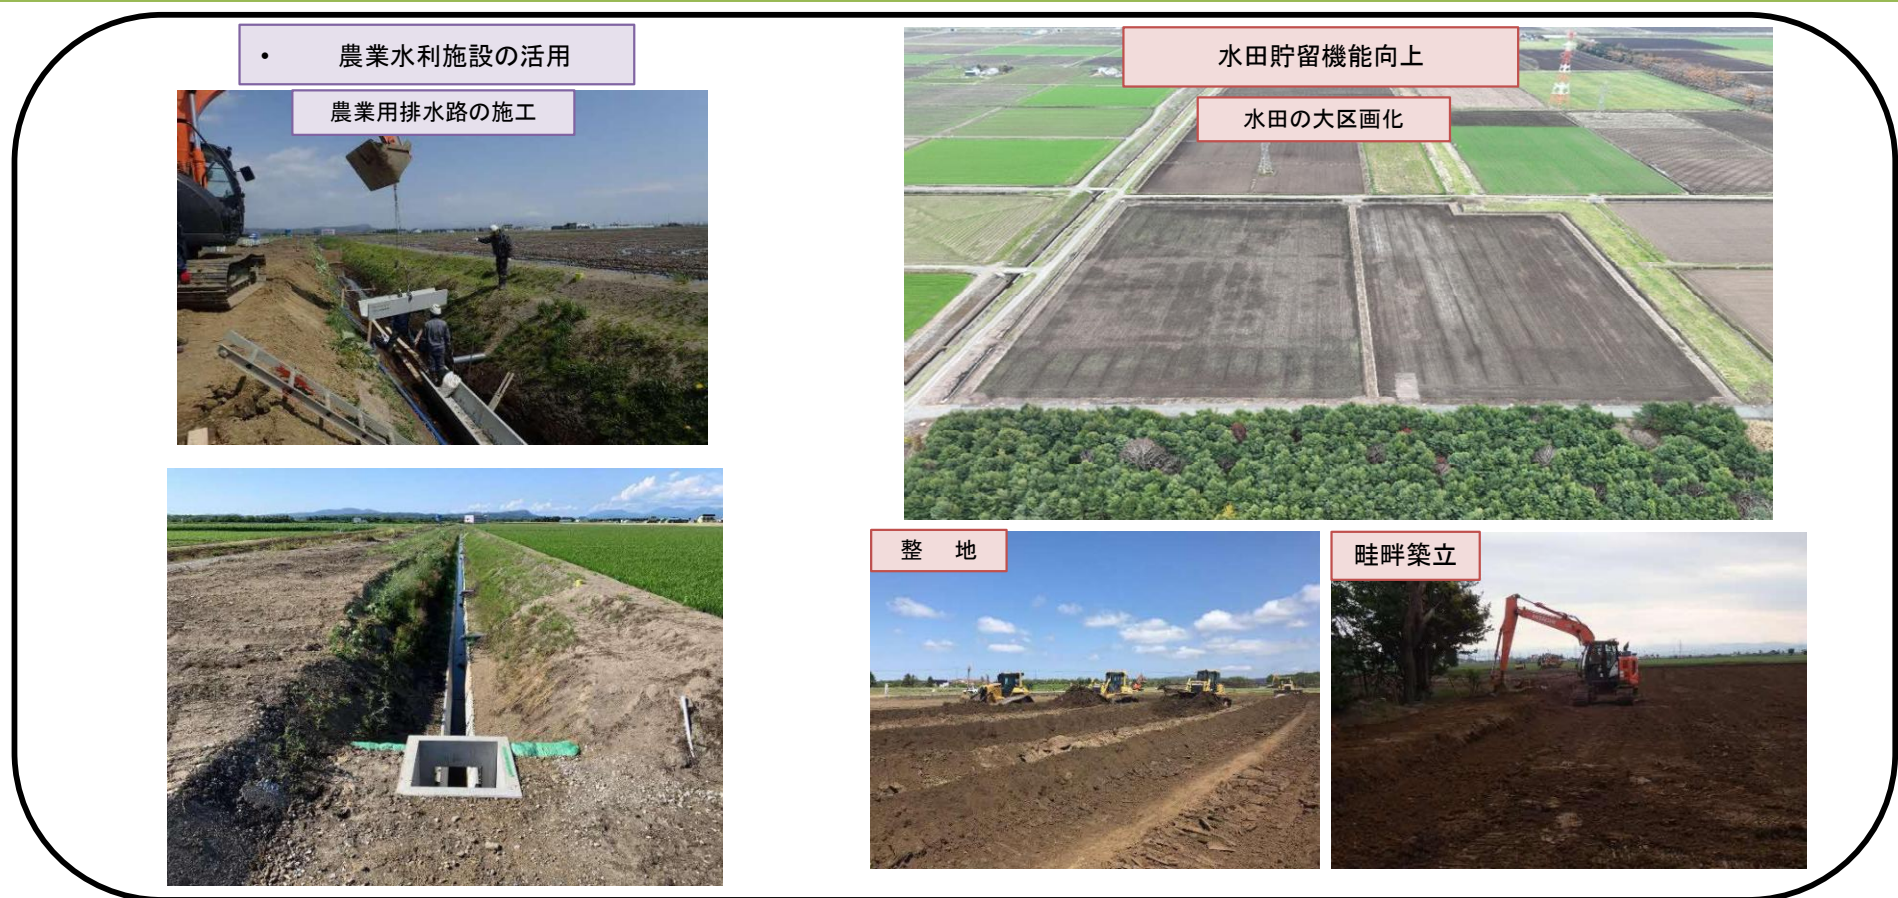 • 農業水利施設の活用
農業用排水路の施工
水田貯留機能向上
水田の大区画化
整 地
畦畔築立